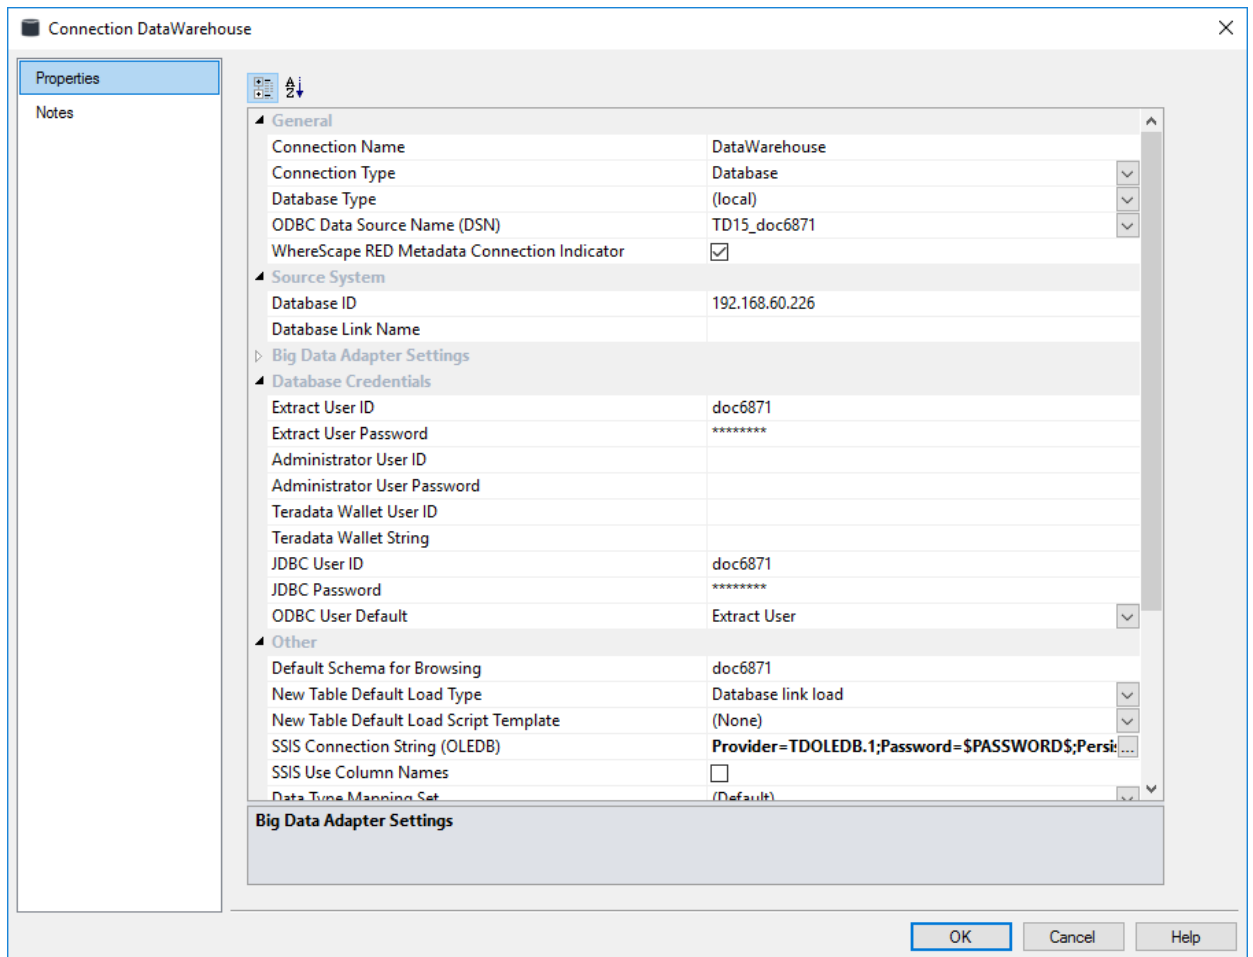 Connection DataWarehouse
Properties
Notes
General
Connection Name DataWarehouse
Connection Type Database
Database Type (local)
ODBC Data Source Name (DSN) TD15_doc6871
WhereScape RED Metadata Connection Indicator
Source System
Database ID 192.168.60.226
Database Link Name
Big Data Adapter Settings
Database Credentials
Extract User ID doc6871
Extract User Password ********
Administrator User ID
Administrator User Password
Teradata Wallet User ID
Teradata Wallet String
JDBC User ID doc6871
JDBC Password ********
ODBC User Default Extract User
Other
Default Schema for Browsing doc6871
New Table Default Load Type Database link load
New Table Default Load Script Template (None)
SSIS Connection String (OLEDB) Provider=TDOLEDB.1;Password=$PASSWORD$;Persi:...
SSIS Use Column Names
Data Type Mapping Set (Default)
Big Data Adapter Settings
OK Cancel Help